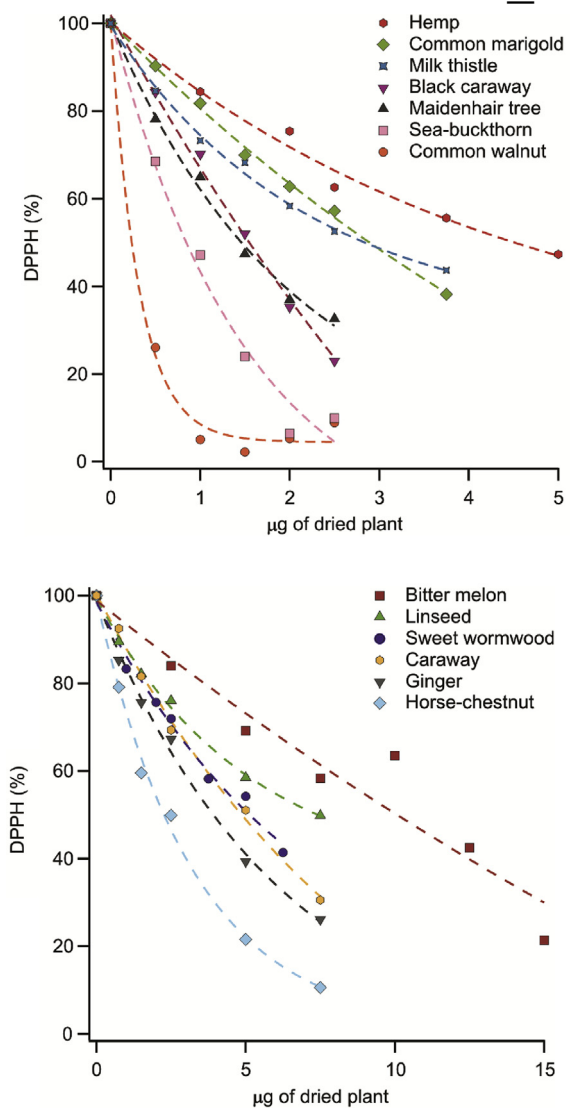 100
80
60
40
20
0
DPPH (%)
Hemp
Common marigold
Milk thistle
Black caraway
Maidenhair tree
Sea-buckthorn
Common walnut
0 1 2 3 4 5
µg of dried plant
100
80
60
40
20
0
DPPH (%)
Bitter melon
Linseed
Sweet wormwood
Caraway
Ginger
Horse-chestnut
0 5 10 15
µg of dried plant